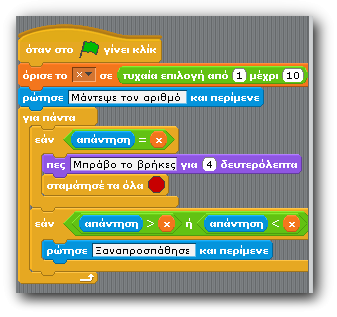 όταν στο γίνει κλικ
όρισε το x σε τυχαία επιλογή από 1 μέχρι 10
ρώτησε Μάντεψε τον αριθμό και περίμενε
για πάντα
εάν απάντηση = x
πες Μπράβο το βρήκες για 4 δευτερόλεπτα
σταμάτησέ τα όλα
εάν απάντηση > x ή απάντηση < x
ρώτησε Ξαναπροσπάθησε και περίμενε